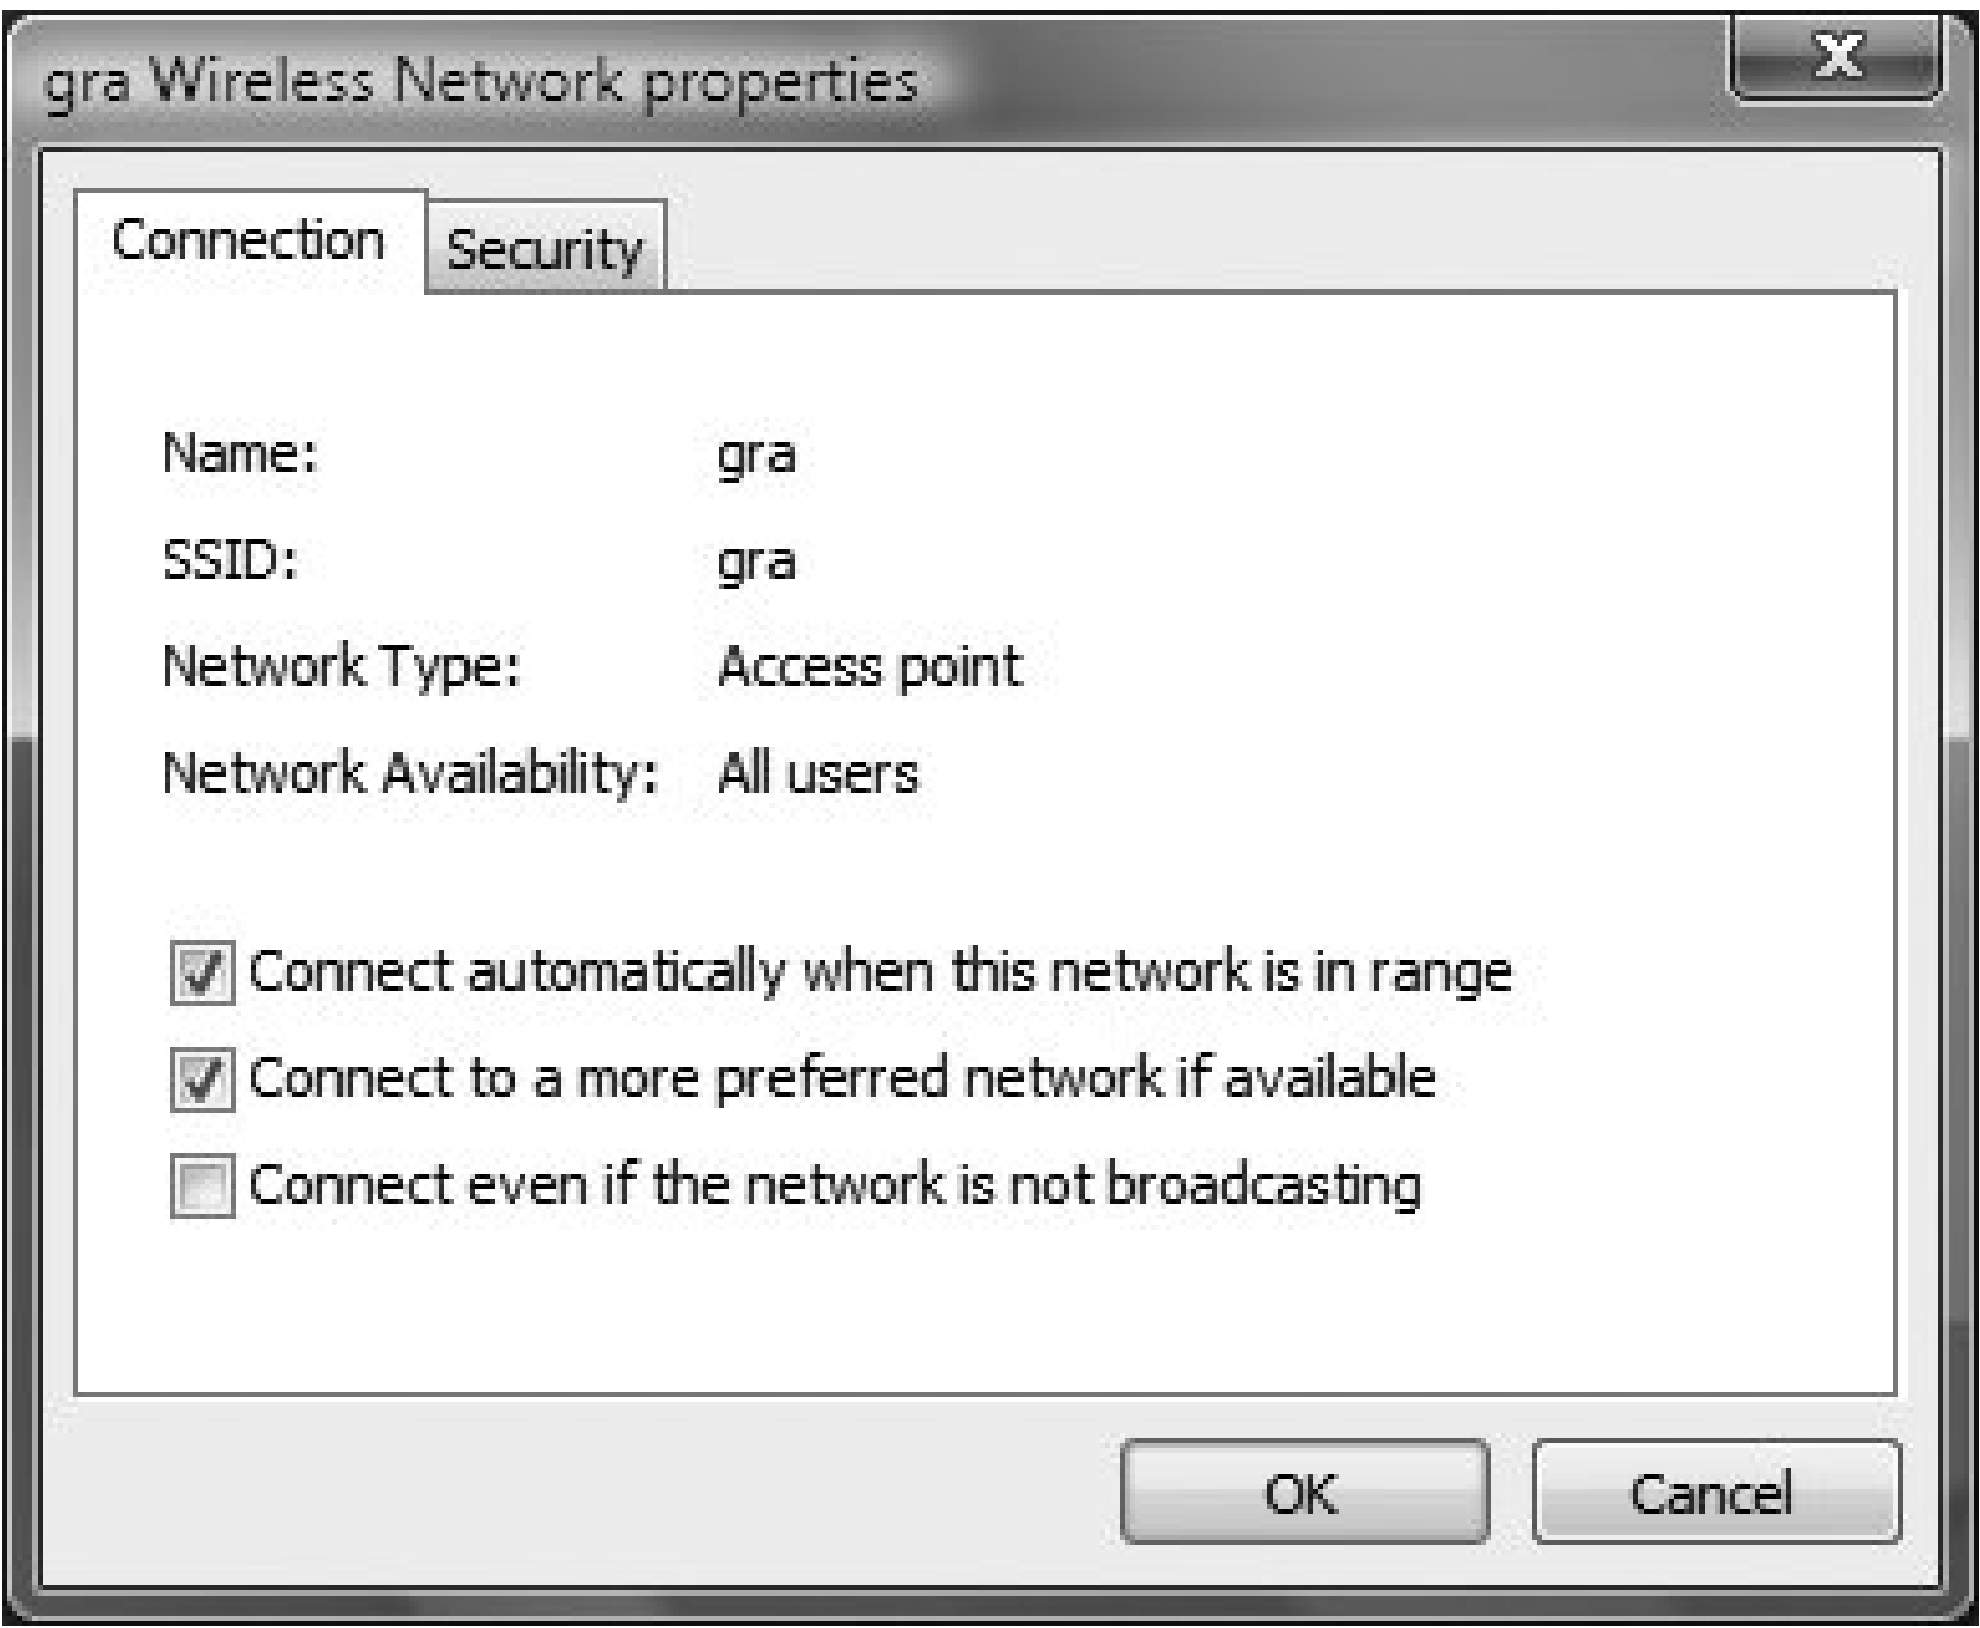 gra Wireless Network properties
X
Connection
Security
Name: gra
SSID: gra
Network Type: Access point
Network Availability: All users
Connect automatically when this network is in range
Connect to a more preferred network if available
Connect even if the network is not broadcasting
OK
Cancel